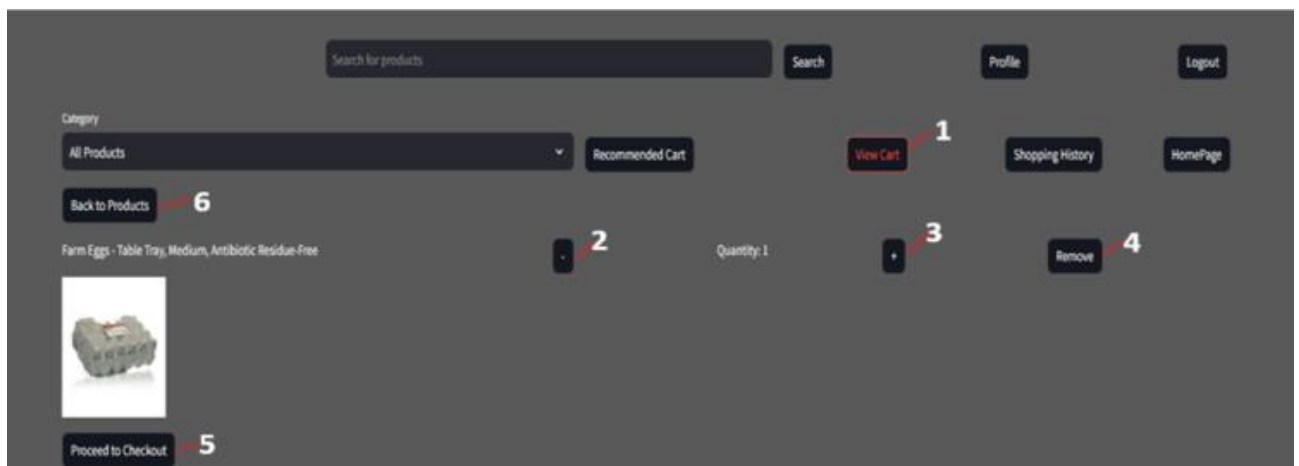 Search for products Search Profile Logout
Category
All Products Recommended Cart View Cart 1 Shopping History HomePage
Back to Products 6
Farm Eggs - Table Tray, Medium, Antibiotic Residue-Free - 2 Quantity: 1 + 3 Remove 4
Proceed to Checkout 5